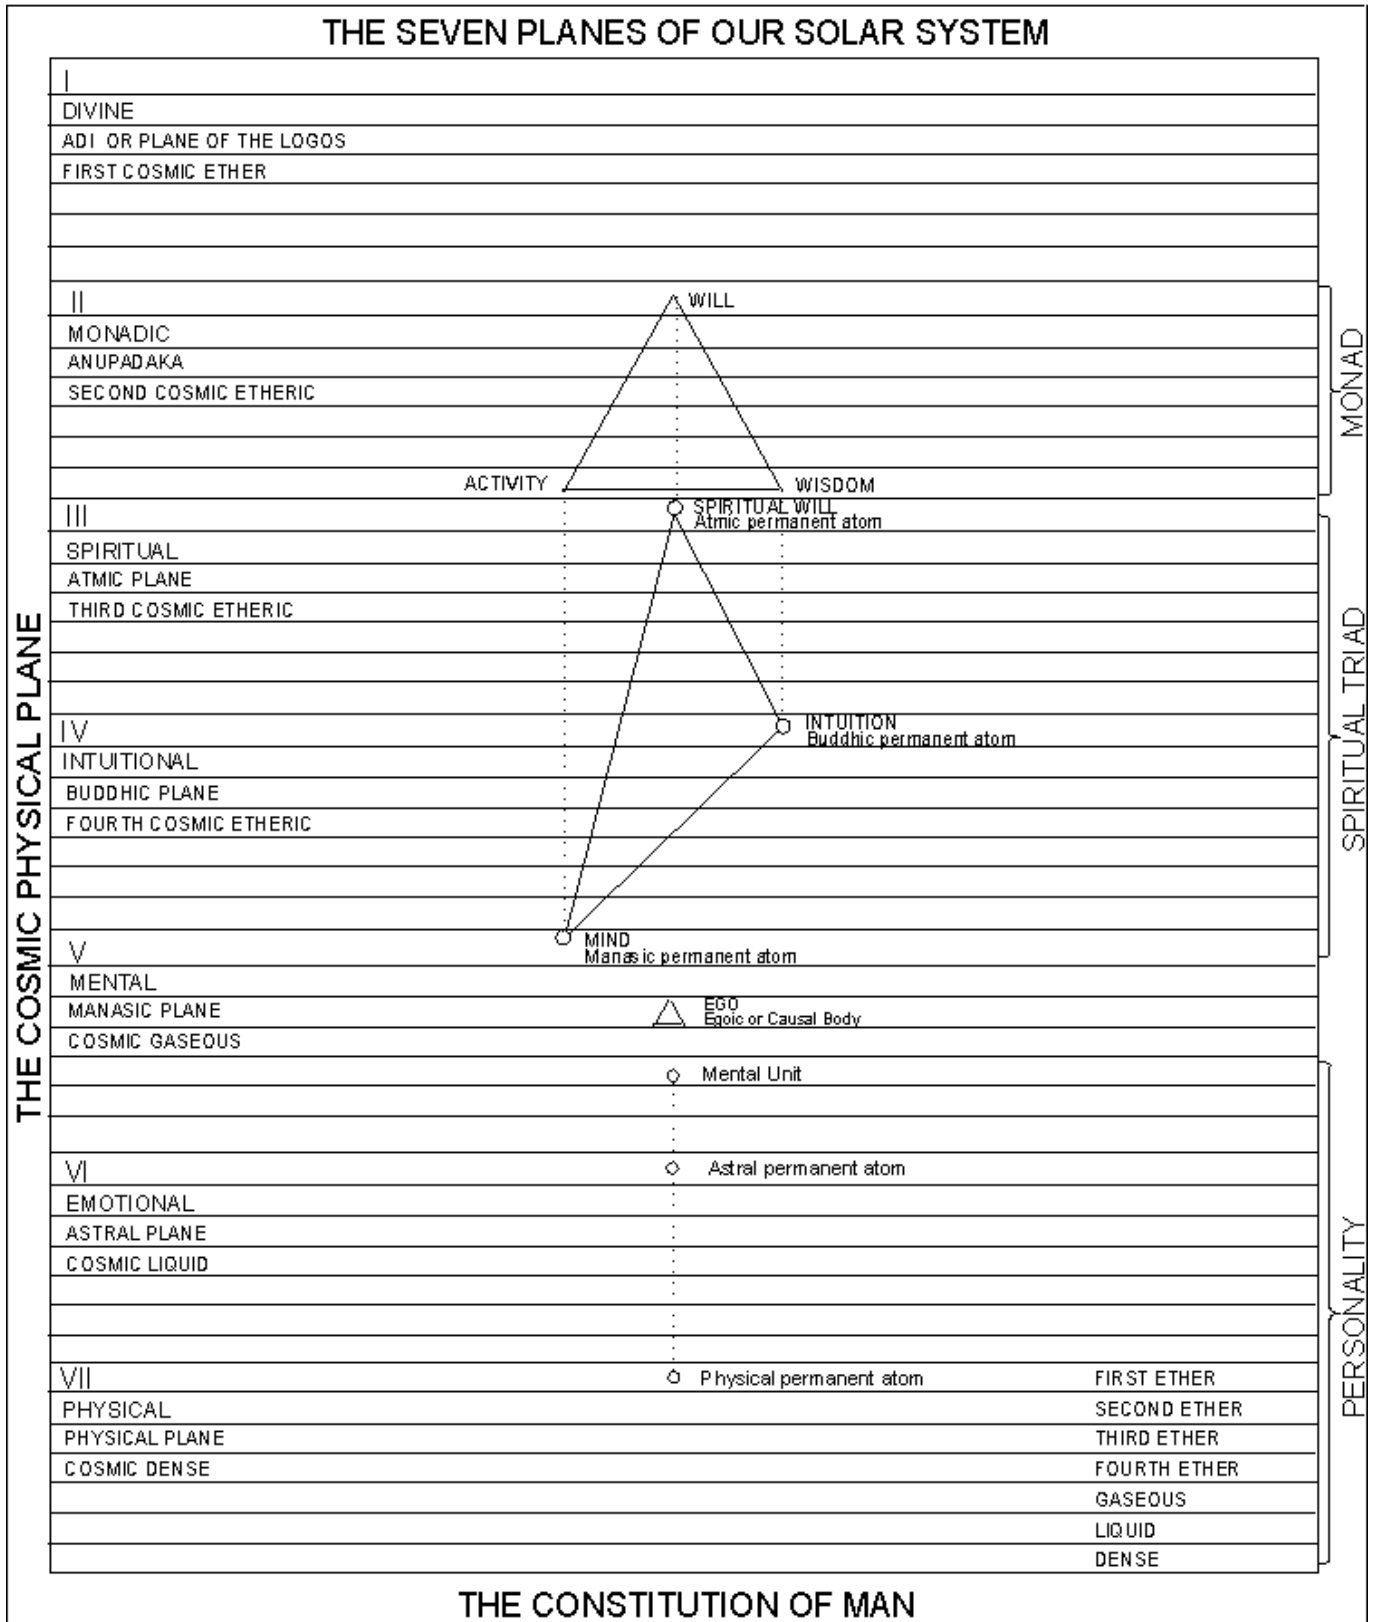 THE SEVEN PLANES OF OUR SOLAR SYSTEM
I
DIVINE
ADI OR PLANE OF THE LOGOS
FIRST COSMIC ETHER
II
WILL
MONADIC
ANUPADAKA
SECOND COSMIC ETHERIC
MONAD
ACTIVITY
WISDOM
III
SPIRITUAL WILL
Atmic permanent atom
SPIRITUAL
ATMIC PLANE
THIRD COSMIC ETHERIC
THE COSMIC PHYSICAL PLANE
SPIRITUAL TRIAD
IV
INTUITION
Buddhic permanent atom
INTUITIONAL
BUDDHIC PLANE
FOURTH COSMIC ETHERIC
V
MIND
Manasic permanent atom
MENTAL
MANASIC PLANE
EGO
Egoic or Causal Body
COSMIC GASEOUS
Mental Unit
VI
Astral permanent atom
EMOTIONAL
ASTRAL PLANE
COSMIC LIQUID
PERSONALITY
VII
Physical permanent atom
FIRST ETHER
PHYSICAL
SECOND ETHER
PHYSICAL PLANE
THIRD ETHER
COSMIC DENSE
FOURTH ETHER
GASEOUS
LIQUID
DENSE
THE CONSTITUTION OF MAN